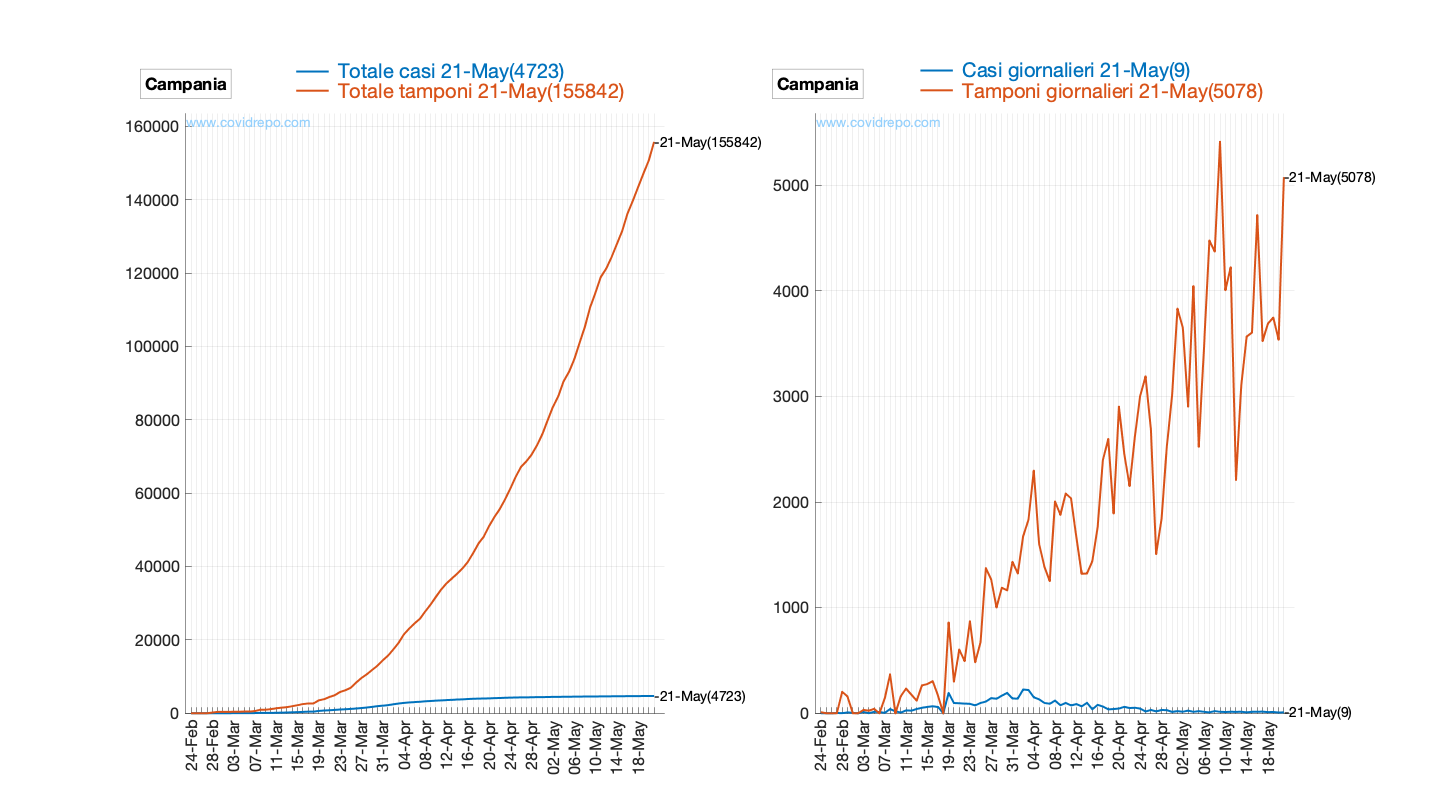 Campania
Totale casi 21-May(4723)
Totale tamponi 21-May(155842)
www.covidrepo.com
160000
140000
120000
100000
80000
60000
40000
20000
0
21-May(155842)
21-May(4723)
24-Feb
28-Feb
03-Mar
07-Mar
11-Mar
15-Mar
19-Mar
23-Mar
27-Mar
31-Mar
04-Apr
08-Apr
12-Apr
16-Apr
20-Apr
24-Apr
28-Apr
02-May
06-May
10-May
14-May
18-May
Campania
Casi giornalieri 21-May(9)
Tamponi giornalieri 21-May(5078)
www.covidrepo.com
5000
4000
3000
2000
1000
0
21-May(5078)
21-May(9)
24-Feb
28-Feb
03-Mar
07-Mar
11-Mar
15-Mar
19-Mar
23-Mar
27-Mar
31-Mar
04-Apr
08-Apr
12-Apr
16-Apr
20-Apr
24-Apr
28-Apr
02-May
06-May
10-May
14-May
18-May